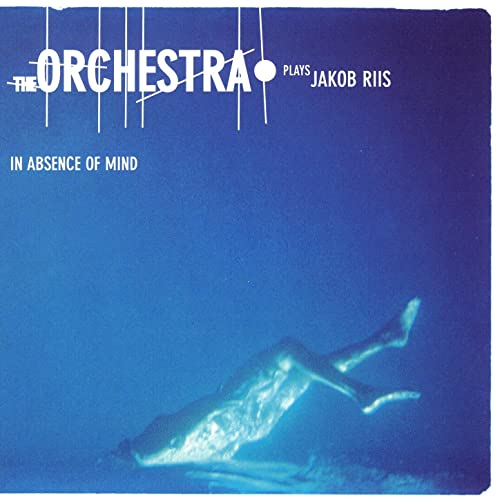 THE ORCHESTRA PLAYS JAKOB RIIS
IN ABSENCE OF MIND